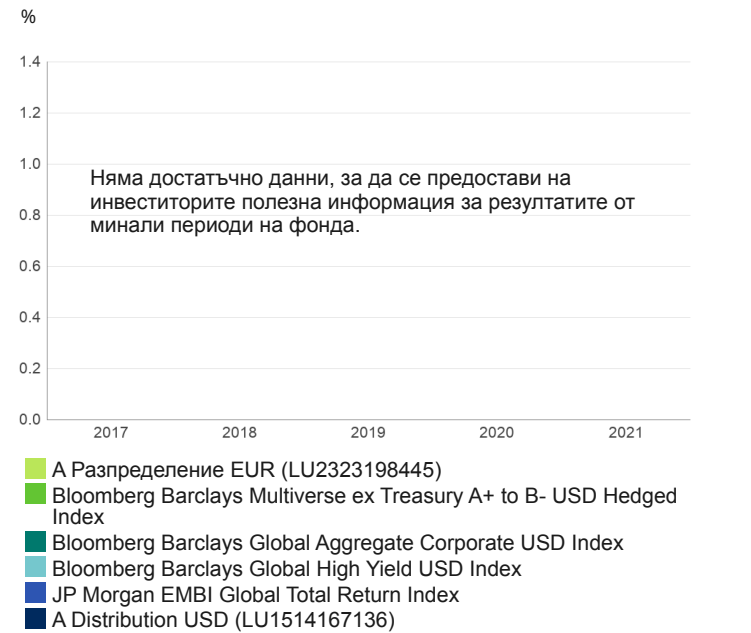 %
1.4
1.2
1.0
Няма достатъчно данни, за да се предостави на
инвеститорите полезна информация за резултатите от
0.8
минали периоди на фонда.
0.6
0.4
0.2
0.0
2017 2018 2019 2020 2021
А Разпределение EUR (LU2323198445)
Bloomberg Barclays Multiverse ex Treasury A+ to B- USD Hedged
Index
Bloomberg Barclays Global Aggregate Corporate USD Index
Bloomberg Barclays Global High Yield USD Index
JP Morgan EMBI Global Total Return Index
A Distribution USD (LU1514167136)